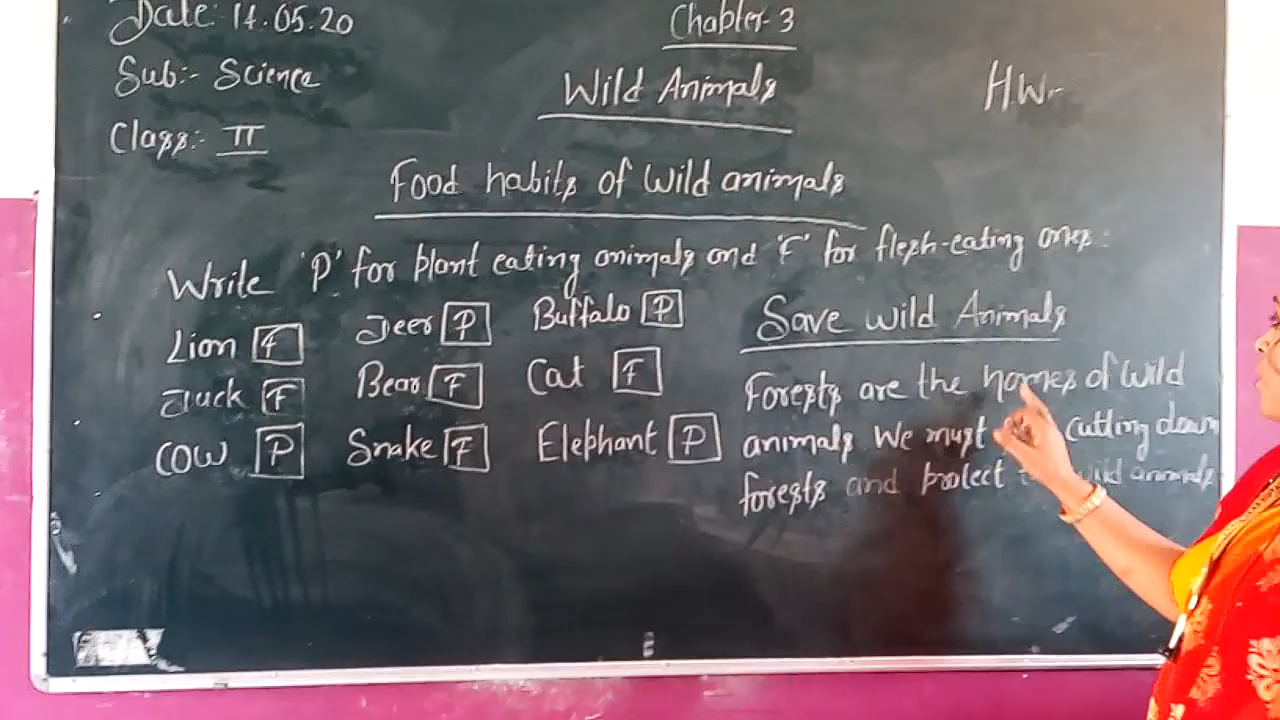 Date: 14.05.20
Sub:- Science
Class:- II
Chapter-3
Wild Animals
H.W:-
Food habits of wild animals
Write 'P' for plant eating animals and 'F' for flesh-eating ones:
Lion F Deer P Buffalo P
Duck F Bear F Cat F
Cow P Snake F Elephant P
Save wild Animals
Forests are the homes of wild
animals We must cutting down
forests and protect wild animals